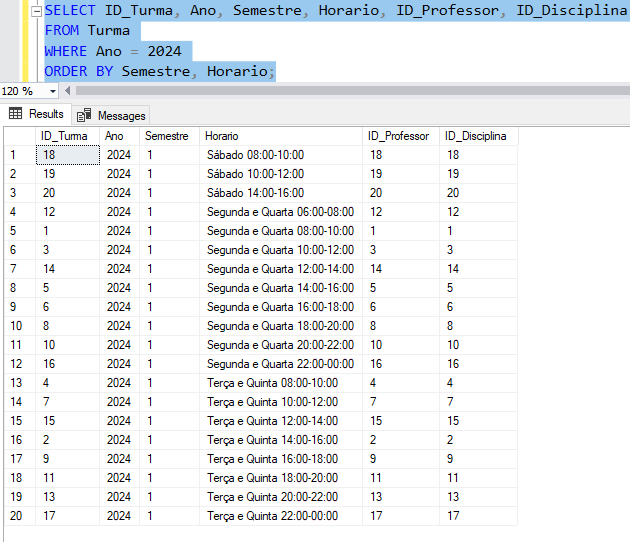 SELECT ID_Turma, Ano, Semestre, Horario, ID_Professor, ID_Disciplina
FROM Turma
WHERE Ano = 2024
ORDER BY Semestre, Horario;
120 %
Results Messages
ID_Turma Ano Semestre Horario ID_Professor ID_Disciplina
1 18 2024 1 Sábado 08:00-10:00 18 18
2 19 2024 1 Sábado 10:00-12:00 19 19
3 20 2024 1 Sábado 14:00-16:00 20 20
4 12 2024 1 Segunda e Quarta 06:00-08:00 12 12
5 1 2024 1 Segunda e Quarta 08:00-10:00 1 1
6 3 2024 1 Segunda e Quarta 10:00-12:00 3 3
7 14 2024 1 Segunda e Quarta 12:00-14:00 14 14
8 5 2024 1 Segunda e Quarta 14:00-16:00 5 5
9 6 2024 1 Segunda e Quarta 16:00-18:00 6 6
10 8 2024 1 Segunda e Quarta 18:00-20:00 8 8
11 10 2024 1 Segunda e Quarta 20:00-22:00 10 10
12 16 2024 1 Segunda e Quarta 22:00-00:00 16 16
13 4 2024 1 Terça e Quinta 08:00-10:00 4 4
14 7 2024 1 Terça e Quinta 10:00-12:00 7 7
15 15 2024 1 Terça e Quinta 12:00-14:00 15 15
16 2 2024 1 Terça e Quinta 14:00-16:00 2 2
17 9 2024 1 Terça e Quinta 16:00-18:00 9 9
18 11 2024 1 Terça e Quinta 18:00-20:00 11 11
19 13 2024 1 Terça e Quinta 20:00-22:00 13 13
20 17 2024 1 Terça e Quinta 22:00-00:00 17 17